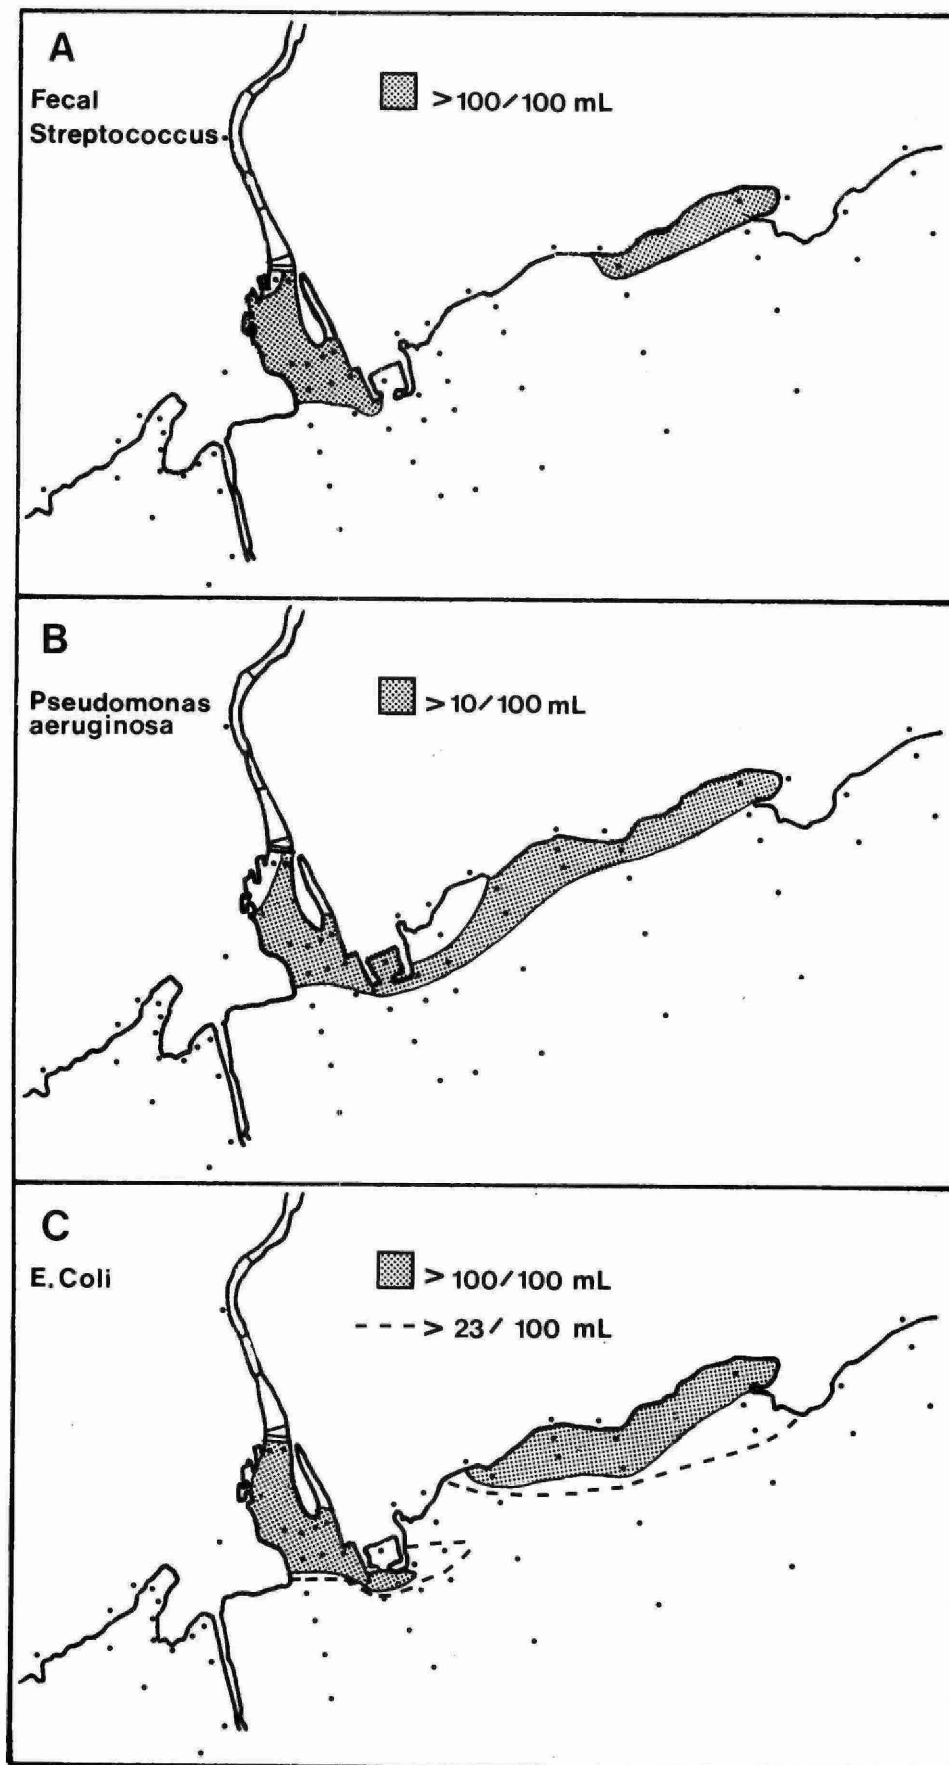 A
Fecal
Streptococcus
>100/100 mL
B
Pseudomonas
aeruginosa
>10/100 mL
C
E. Coli
>100/100 mL
---->23/100 mL